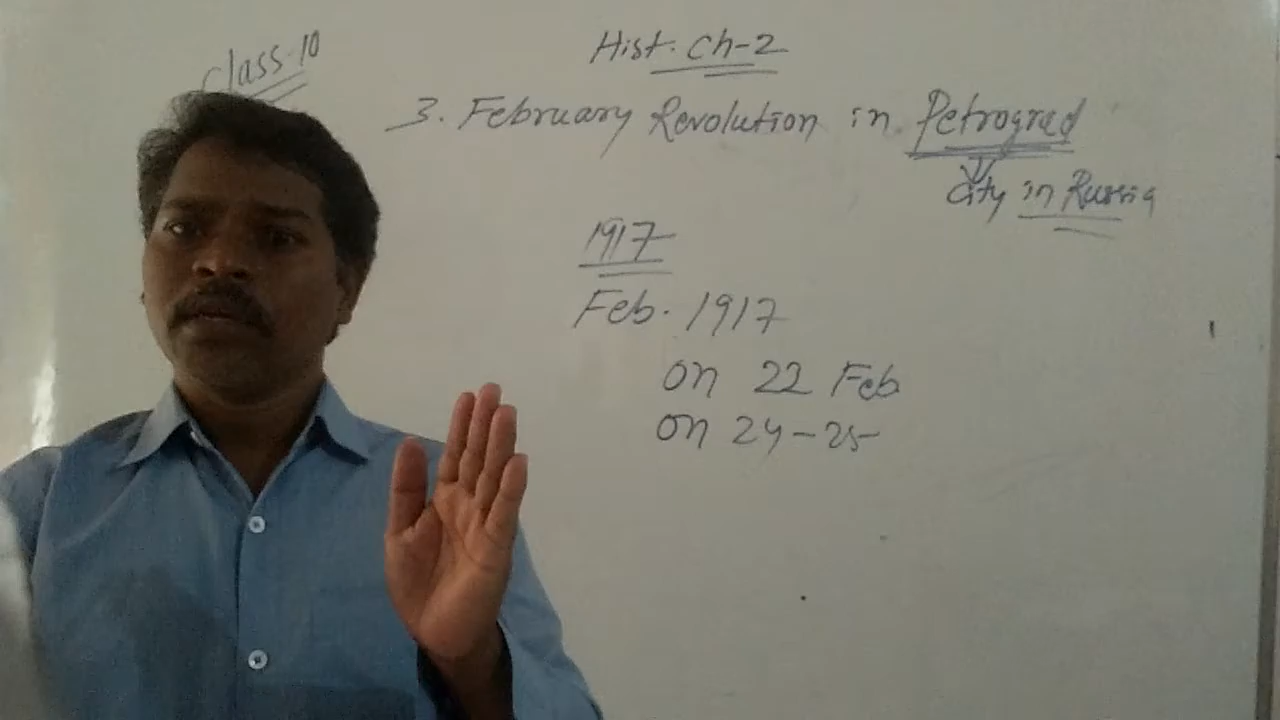 Class-10
Hist. Ch-2
3. February Revolution in Petrograd
City in Russia
1917
Feb. 1917
on 22 Feb
on 24-25